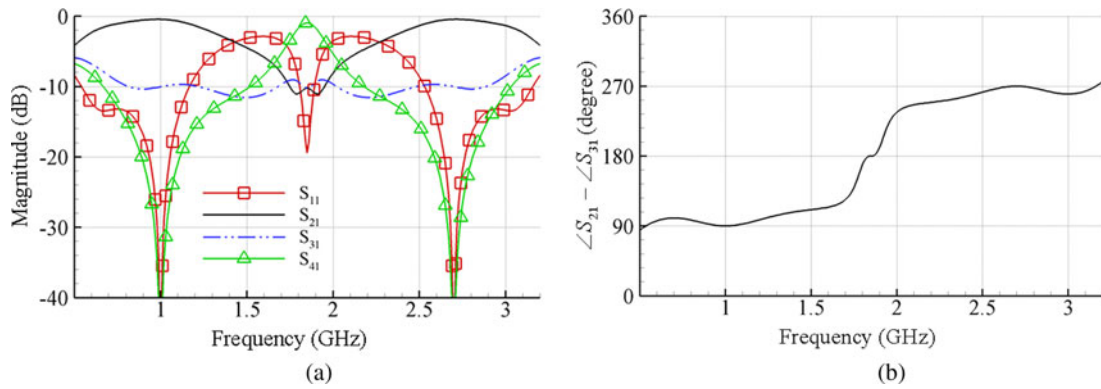 0
-10
-20
-30
-40
Magnitude (dB)
S11
S21
S31
S41
1
1.5
2
2.5
3
Frequency (GHz)
(a)
360
270
180
90
0
∠S21 − ∠S31 (degree)
1
1.5
2
2.5
3
Frequency (GHz)
(b)